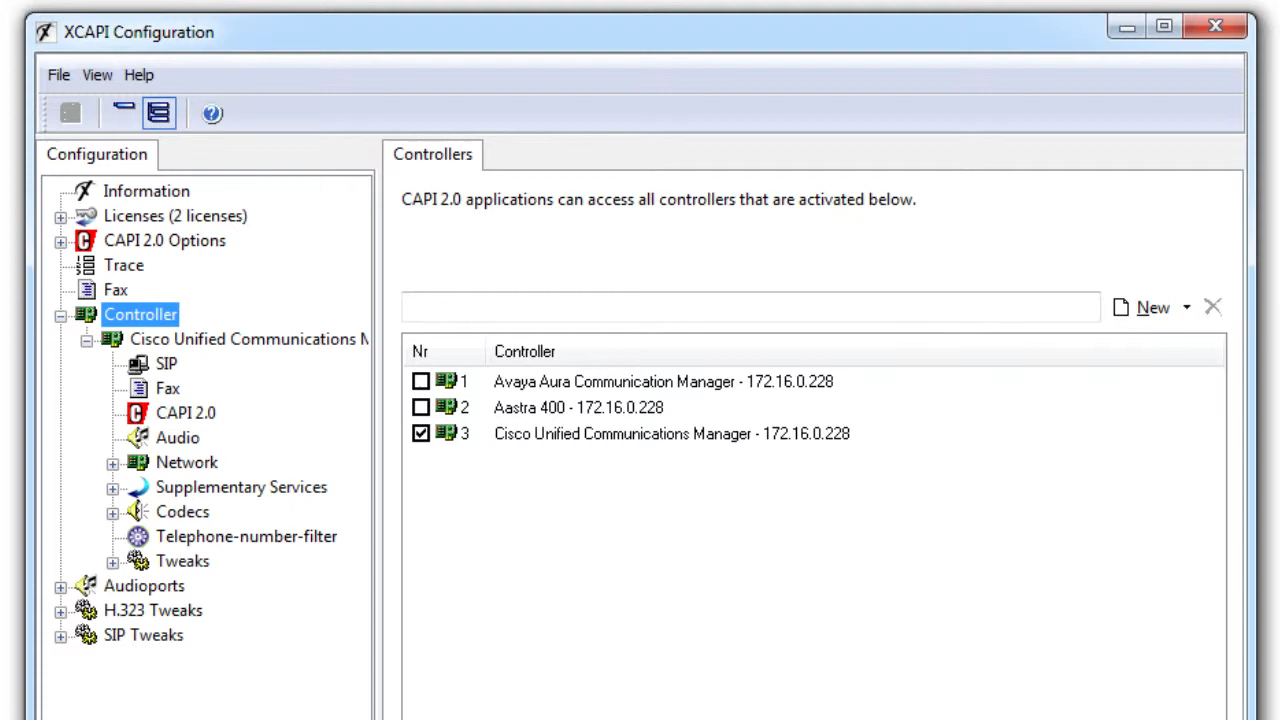 XCAPI Configuration
File View Help
Configuration
Information
Licenses (2 licenses)
CAPI 2.0 Options
Trace
Fax
Controller
Cisco Unified Communications M
SIP
Fax
CAPI 2.0
Audio
Network
Supplementary Services
Codecs
Telephone-number-filter
Tweaks
Audioports
H.323 Tweaks
SIP Tweaks
Controllers
CAPI 2.0 applications can access all controllers that are activated below.
New
Nr Controller
1 Avaya Aura Communication Manager - 172.16.0.228
2 Aastra 400 - 172.16.0.228
3 Cisco Unified Communications Manager - 172.16.0.228